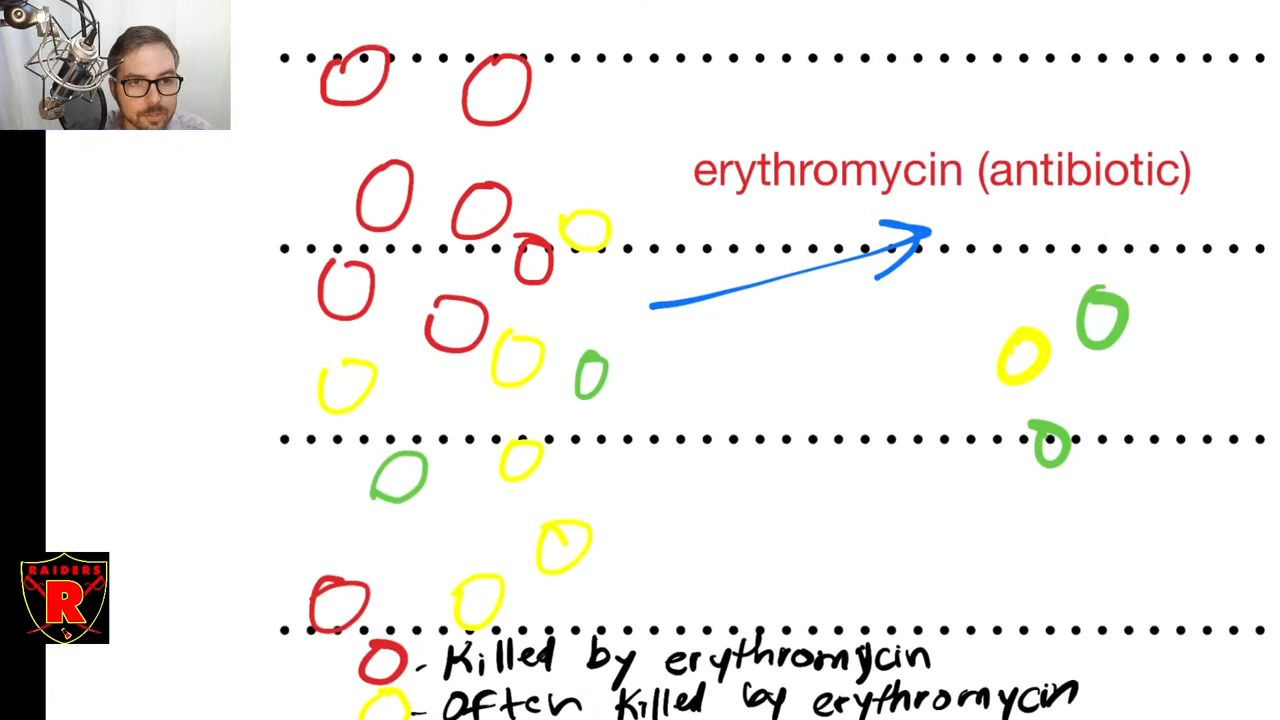 erythromycin (antibiotic)
RAIDERS
R
- Killed by erythromycin
- Often killed by erythromycin